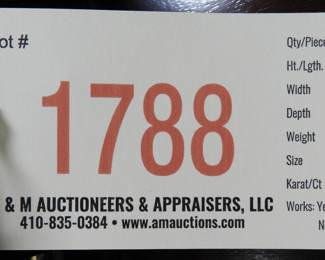 ot #
1788
& M AUCTIONEERS & APPRAISERS, LLC
410-835-0384 • www.amauctions.com
Qty/Piece
Ht./Lgth.
Width
Depth
Weight
Size
Karat/Ct
Works: Ye
N